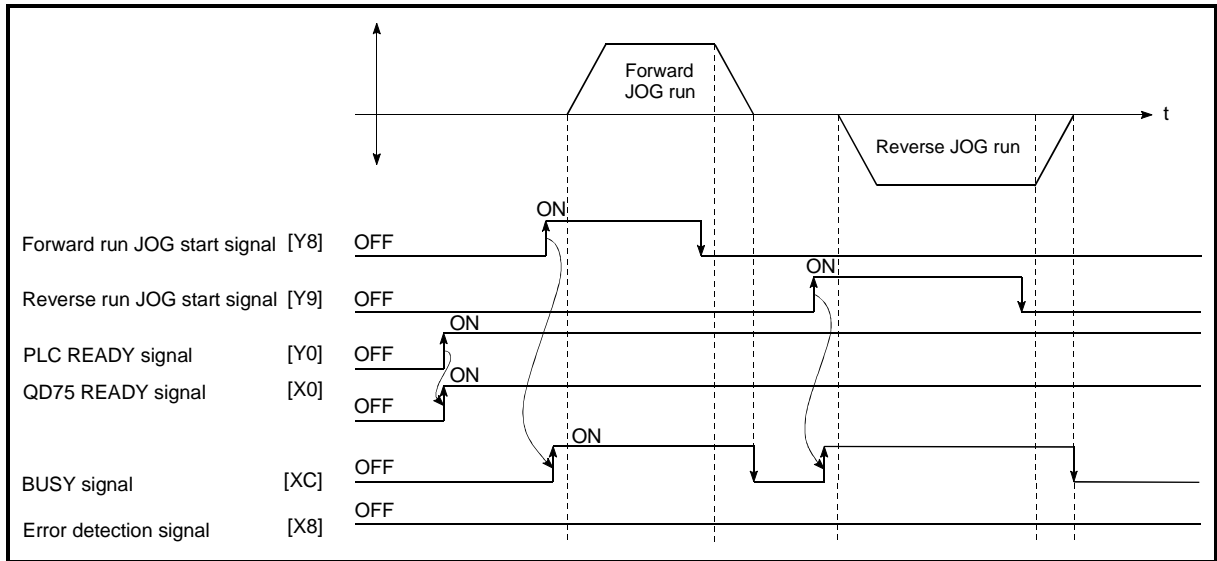 Forward
JOG run
t
Reverse JOG run
ON
Forward run JOG start signal [Y8] OFF
ON
Reverse run JOG start signal [Y9] OFF
ON
PLC READY signal [Y0] OFF
ON
QD75 READY signal [X0] OFF
ON
BUSY signal [XC] OFF
Error detection signal [X8] OFF